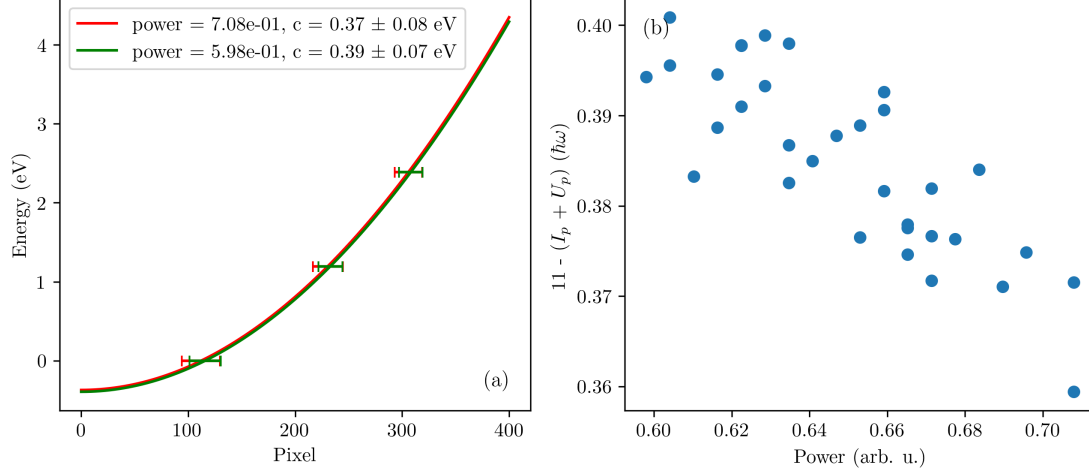 power = 7.08e-01, c = 0.37 ± 0.08 eV
power = 5.98e-01, c = 0.39 ± 0.07 eV
4
3
2
1
0
Energy (eV)
0 100 200 300 400
Pixel
(a)
(b)
0.40
0.39
0.38
0.37
0.36
11 - (I_p + U_p) (ħω)
0.60 0.62 0.64 0.66 0.68 0.70
Power (arb. u.)